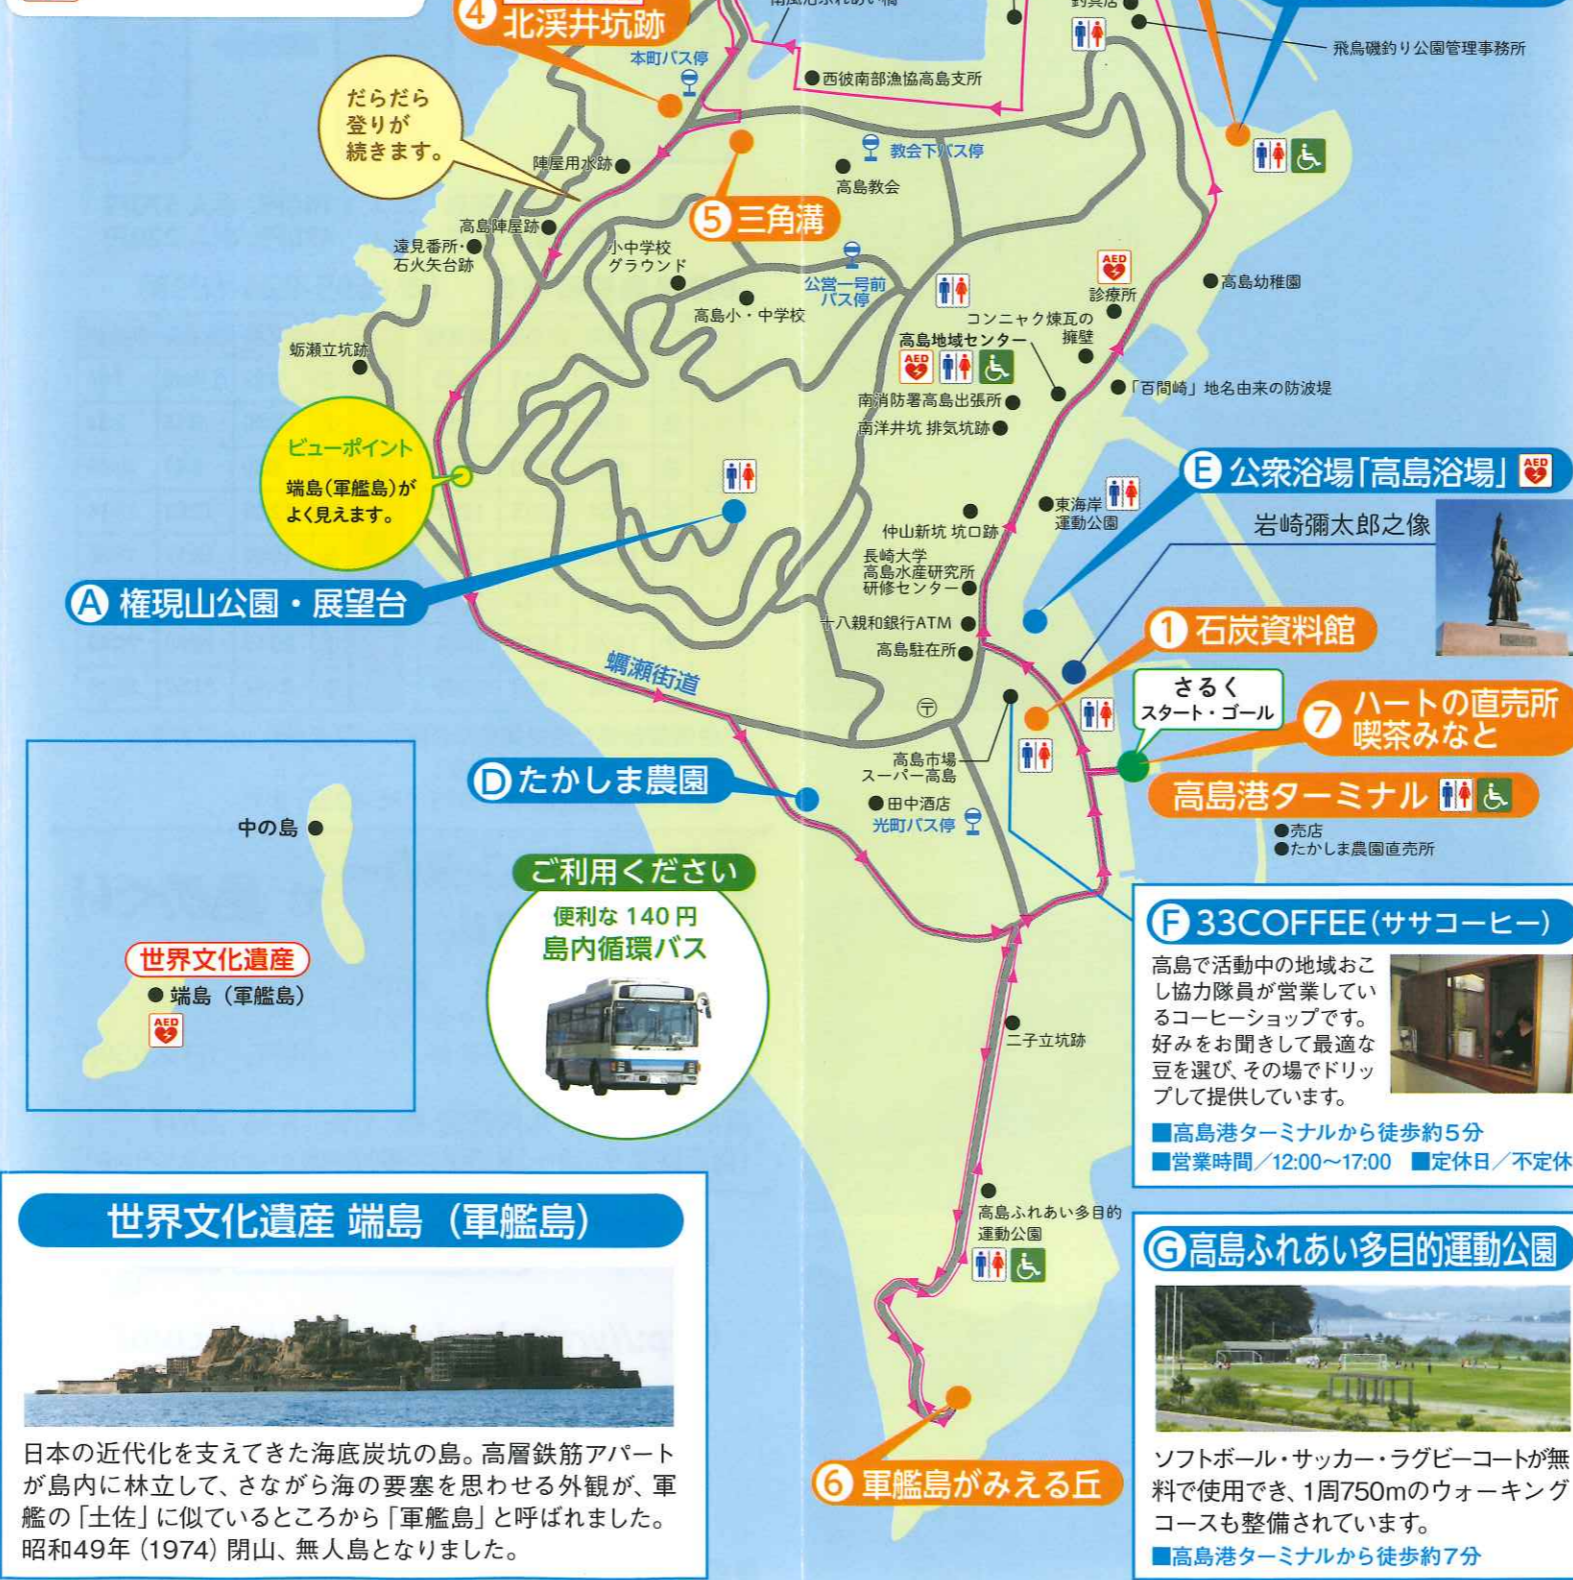 ④
北渓井坑跡
本町バス停
釣具店
飛鳥磯釣り公園管理事務所
西彼南部漁協高島支所
だらだら
登りが
続きます。
陣屋用水跡
教会下バス停
高島教会
⑤三角溝
高島陣屋跡
遠見番所・
石火矢台跡
小中学校
グラウンド
公営一号前
バス停
高島小・中学校
AED
診療所
高島幼稚園
コンニャク煉瓦の
擁壁
高島地域センター
AED
蛎瀬立坑跡
「百間崎」地名由来の防波堤
南消防署高島出張所
南洋井坑 排気坑跡
ビューポイント
端島(軍艦島)が
よく見えます。
Ⓔ 公衆浴場「高島浴場」
AED
東海岸
運動公園
岩崎彌太郎之像
仲山新坑 坑口跡
長崎大学
高島水産研究所
研修センター
Ⓐ 権現山公園・展望台
十八親和銀行ATM
高島駐在所
①石炭資料館
蠣瀬街道
さるく
スタート・ゴール
〒
⑦
ハートの直売所
喫茶みなと
高島市場
スーパー高島
Ⓓたかしま農園
高島港ターミナル
田中酒店
光町バス停
●売店
●たかしま農園直売所
中の島
世界文化遺産
端島（軍艦島）
AED
ご利用ください
便利な 140 円
島内循環バス
Ⓕ 33COFFEE(ササコーヒー)
高島で活動中の地域おこ
し協力隊員が営業してい
るコーヒーショップです。
好みをお聞きして最適な
豆を選び、その場でドリッ
プして提供しています。
■高島港ターミナルから徒歩約5分
■営業時間／12:00〜17:00　■定休日／不定休
二子立坑跡
高島ふれあい多目的
運動公園
⑥ 軍艦島がみえる丘
世界文化遺産 端島（軍艦島）
日本の近代化を支えてきた海底炭坑の島。高層鉄筋アパート
が島内に林立して、さながら海の要塞を思わせる外観が、軍
艦の「土佐」に似ているところから「軍艦島」と呼ばれました。
昭和49年（1974）閉山、無人島となりました。
Ⓖ高島ふれあい多目的運動公園
ソフトボール・サッカー・ラグビーコートが無
料で使用でき、1周750mのウォーキング
コースも整備されています。
■高島港ターミナルから徒歩約7分